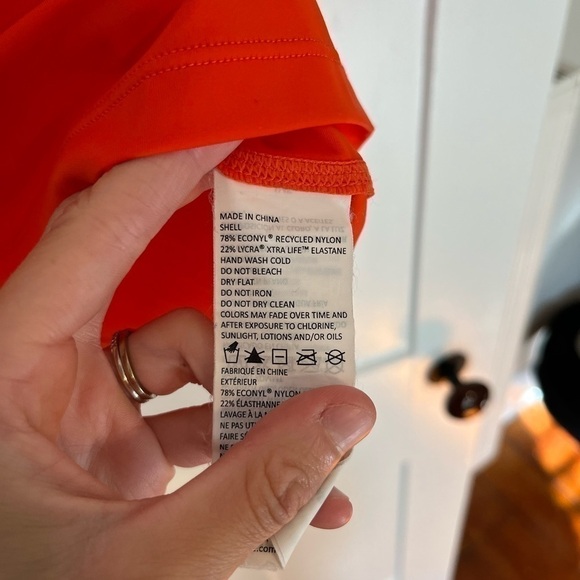 MADE IN CHINA
SHELL
78% ECONYL® RECYCLED NYLON
22% LYCRA® XTRA LIFE™ ELASTANE
HAND WASH COLD
DO NOT BLEACH
DRY FLAT
DO NOT IRON
DO NOT DRY CLEAN
COLORS MAY FADE OVER TIME AND
AFTER EXPOSURE TO CHLORINE,
SUNLIGHT, LOTIONS AND/OR OILS
FABRIQUÉ EN CHINE
EXTÉRIEUR
78% ECONYL® NYLON
22% ÉLASTHANNE
LAVAGE À LA
NE PAS
FAIRE
NE